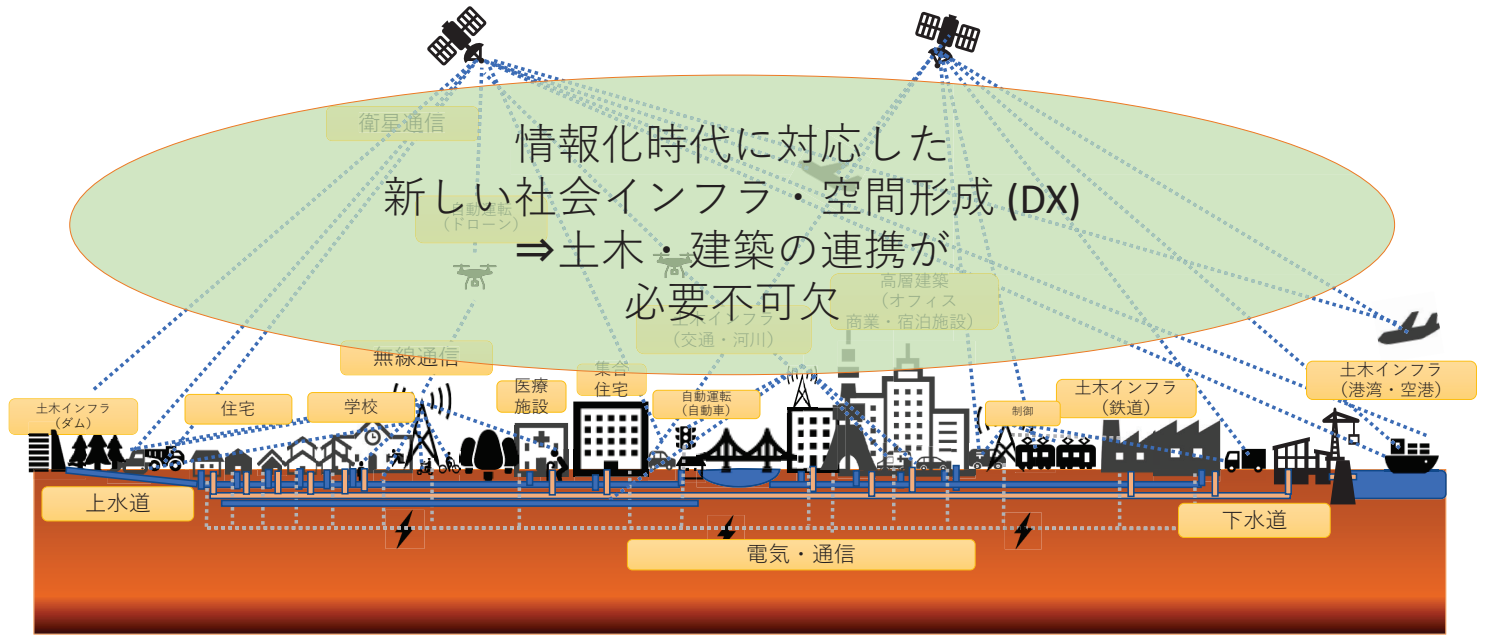 衛星通信
情報化時代に対応した
新しい社会インフラ・空間形成 (DX)
⇒土木・建築の連携が
必要不可欠
自動運転
（ドローン）
高層建築
（オフィス
商業・宿泊施設）
土木インフラ
（交通・河川）
無線通信
集合
住宅
医療
施設
自動運転
（自動車）
制御
土木インフラ
（鉄道）
土木インフラ
（港湾・空港）
土木インフラ
（ダム）
住宅
学校
上水道
下水道
電気・通信